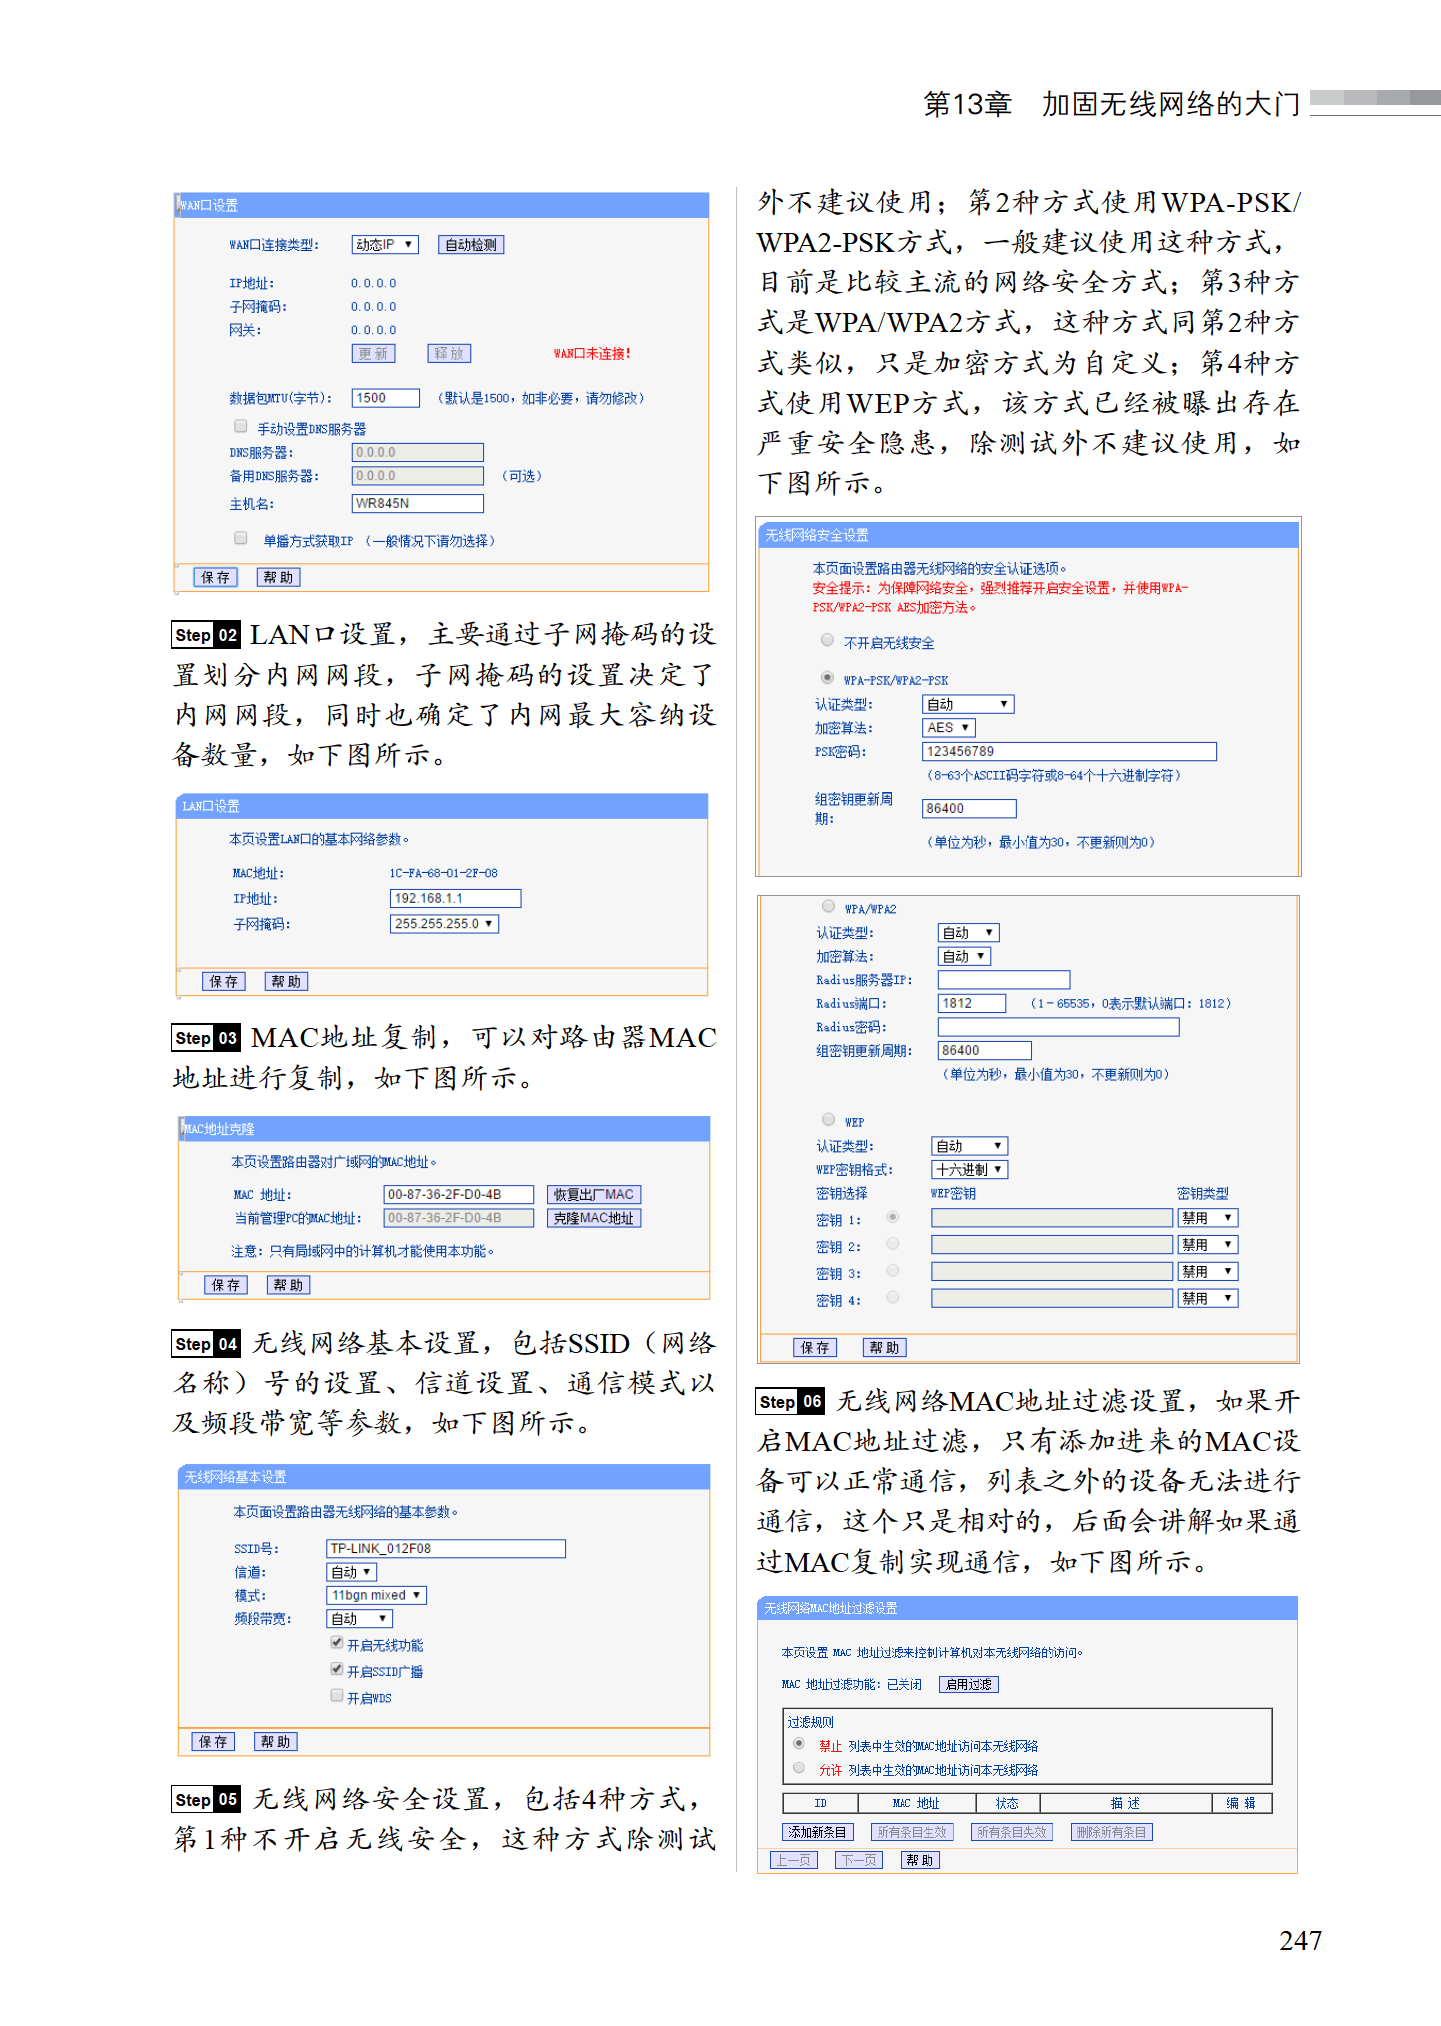 第13章 加固无线网络的大门
WAN口设置
WAN口连接类型: 动态IP 自动检测
IP地址: 0.0.0.0
子网掩码: 0.0.0.0
网关: 0.0.0.0
更新 释放 WAN口未连接!
数据包MTU(字节): 1500 (默认是1500,如非必要,请勿修改)
手动设置DNS服务器
DNS服务器: 0.0.0.0
备用DNS服务器: 0.0.0.0 (可选)
主机名: WR845N
单播方式获取IP (一般情况下请勿选择)
保存 帮助
Step 02 LAN口设置，主要通过子网掩码的设
置划分内网网段，子网掩码的设置决定了
内网网段，同时也确定了内网最大容纳设
备数量，如下图所示。
LAN口设置
本页设置LAN口的基本网络参数。
MAC地址: 1C-FA-68-01-2F-08
IP地址: 192.168.1.1
子网掩码: 255.255.255.0
保存 帮助
Step 03 MAC地址复制，可以对路由器MAC
地址进行复制，如下图所示。
MAC地址克隆
本页设置路由器对广域网的MAC地址。
MAC 地址: 00-87-36-2F-D0-4B 恢复出厂MAC
当前管理PC的MAC地址: 00-87-36-2F-D0-4B 克隆MAC地址
注意: 只有局域网中的计算机才能使用本功能。
保存 帮助
Step 04 无线网络基本设置，包括SSID（网络
名称）号的设置、信道设置、通信模式以
及频段带宽等参数，如下图所示。
无线网络基本设置
本页面设置路由器无线网络的基本参数。
SSID号: TP-LINK_012F08
信道: 自动
模式: 11bgn mixed
频段带宽: 自动
开启无线功能
开启SSID广播
开启WDS
保存 帮助
Step 05 无线网络安全设置，包括4种方式，
第1种不开启无线安全，这种方式除测试
外不建议使用；第2种方式使用WPA-PSK/
WPA2-PSK方式，一般建议使用这种方式，
目前是比较主流的网络安全方式；第3种方
式是WPA/WPA2方式，这种方式同第2种方
式类似，只是加密方式为自定义；第4种方
式使用WEP方式，该方式已经被曝出存在
严重安全隐患，除测试外不建议使用，如
下图所示。
无线网络安全设置
本页面设置路由器无线网络的安全认证选项。
安全提示: 为保障网络安全，强烈推荐开启安全设置，并使用WPA-
PSK/WPA2-PSK AES加密方法。
不开启无线安全
WPA-PSK/WPA2-PSK
认证类型: 自动
加密算法: AES
PSK密码: 123456789
(8-63个ASCII码字符或8-64个十六进制字符)
组密钥更新周
期: 86400
(单位为秒，最小值为30，不更新则为0)
WPA/WPA2
认证类型: 自动
加密算法: 自动
Radius服务器IP:
Radius端口: 1812 (1-65535，0表示默认端口: 1812)
Radius密码:
组密钥更新周期: 86400
(单位为秒，最小值为30，不更新则为0)
WEP
认证类型: 自动
WEP密钥格式: 十六进制
密钥选择 WEP密钥 密钥类型
密钥 1: 禁用
密钥 2: 禁用
密钥 3: 禁用
密钥 4: 禁用
保存 帮助
Step 06 无线网络MAC地址过滤设置，如果开
启MAC地址过滤，只有添加进来的MAC设
备可以正常通信，列表之外的设备无法进行
通信，这个只是相对的，后面会讲解如果通
过MAC复制实现通信，如下图所示。
无线网络MAC地址过滤设置
本页设置 MAC 地址过滤来控制计算机对本无线网络的访问。
MAC 地址过滤功能: 已关闭 启用过滤
过滤规则
禁止 列表中生效的MAC地址访问本无线网络
允许 列表中生效的MAC地址访问本无线网络
ID MAC 地址 状态 描述 编辑
添加新条目 所有条目生效 所有条目失效 删除所有条目
上一页 下一页 帮助
247